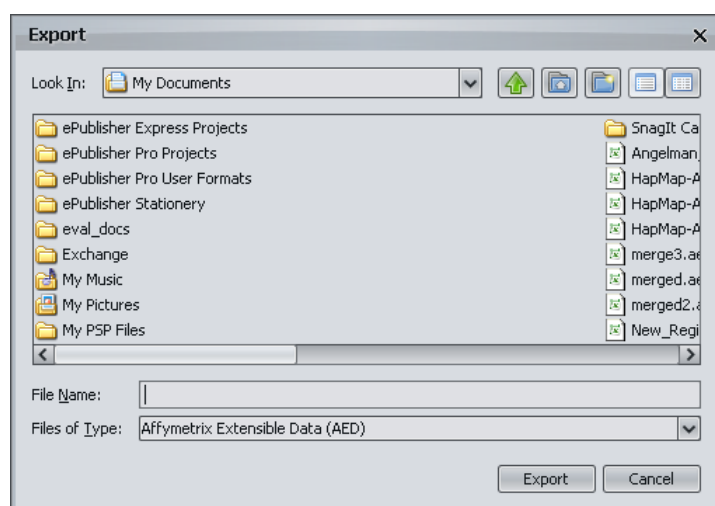 Export
Look In: My Documents
ePublisher Express Projects
ePublisher Pro Projects
ePublisher Pro User Formats
ePublisher Stationery
eval_docs
Exchange
My Music
My Pictures
My PSP Files
SnagIt Ca
Angelman_
HapMap-A
HapMap-A
HapMap-A
merge3.ae
merged.ae
merged2.a
New_Regi
File Name:
Files of Type: Affymetrix Extensible Data (AED)
Export Cancel